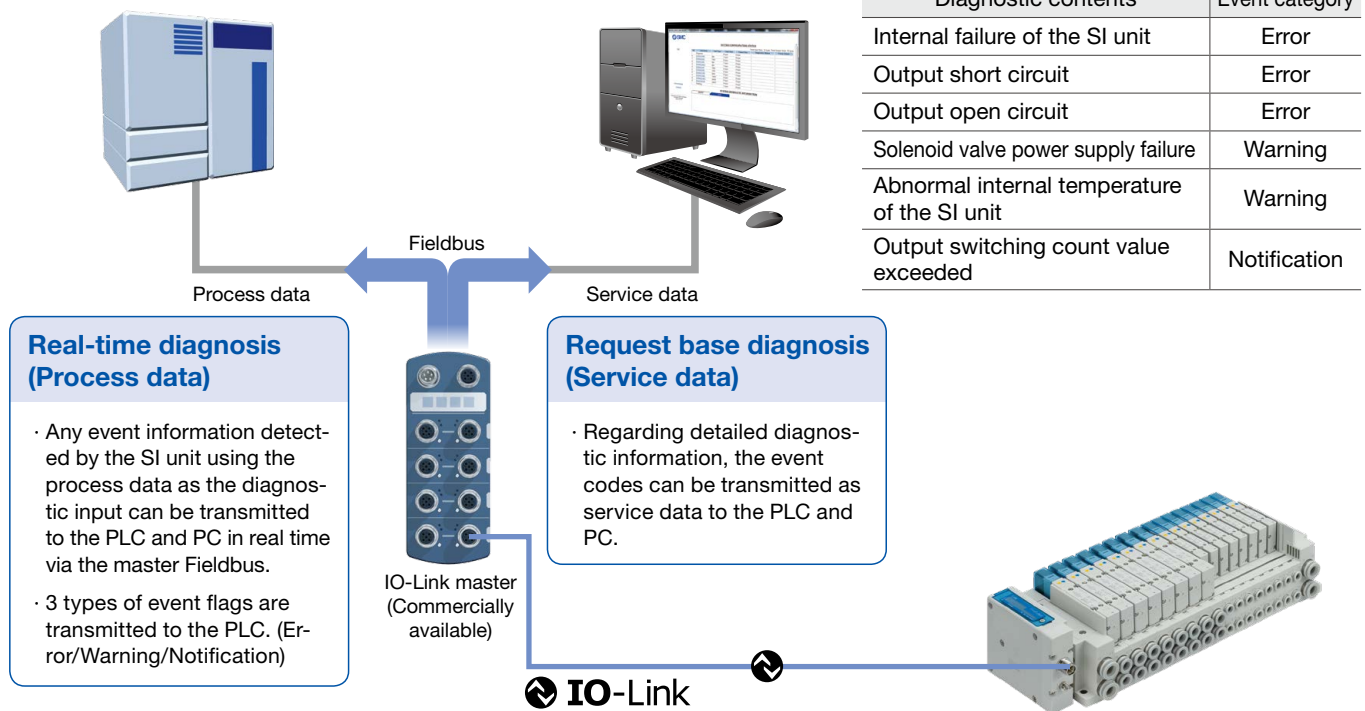 Diagnostic contents Event category
Internal failure of the SI unit Error
Output short circuit Error
Output open circuit Error
Solenoid valve power supply failure Warning
Abnormal internal temperature
of the SI unit Warning
Output switching count value
exceeded Notification
Fieldbus
Process data
Service data
Real-time diagnosis
(Process data)
· Any event information detect-
ed by the SI unit using the
process data as the diagnos-
tic input can be transmitted
to the PLC and PC in real time
via the master Fieldbus.
· 3 types of event flags are
transmitted to the PLC. (Er-
ror/Warning/Notification)
Request base diagnosis
(Service data)
· Regarding detailed diagnos-
tic information, the event
codes can be transmitted as
service data to the PLC and
PC.
IO-Link master
(Commercially
available)
IO-Link